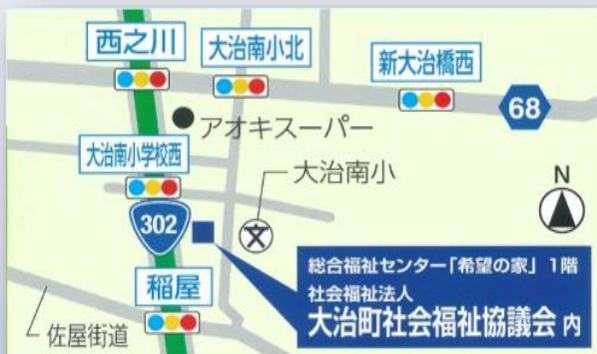 西之川
大治南小北
新大治橋西
68
アオキスーパー
大治南小学校西
大治南小
N
302
文
総合福祉センター「希望の家」1階
社会福祉法人
大治町社会福祉協議会 内
稲屋
佐屋街道